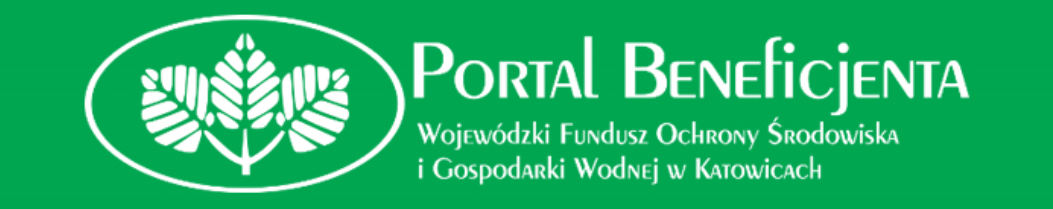 Portal Beneficjenta
Wojewódzki Fundusz Ochrony Środowiska
i Gospodarki Wodnej w Katowicach